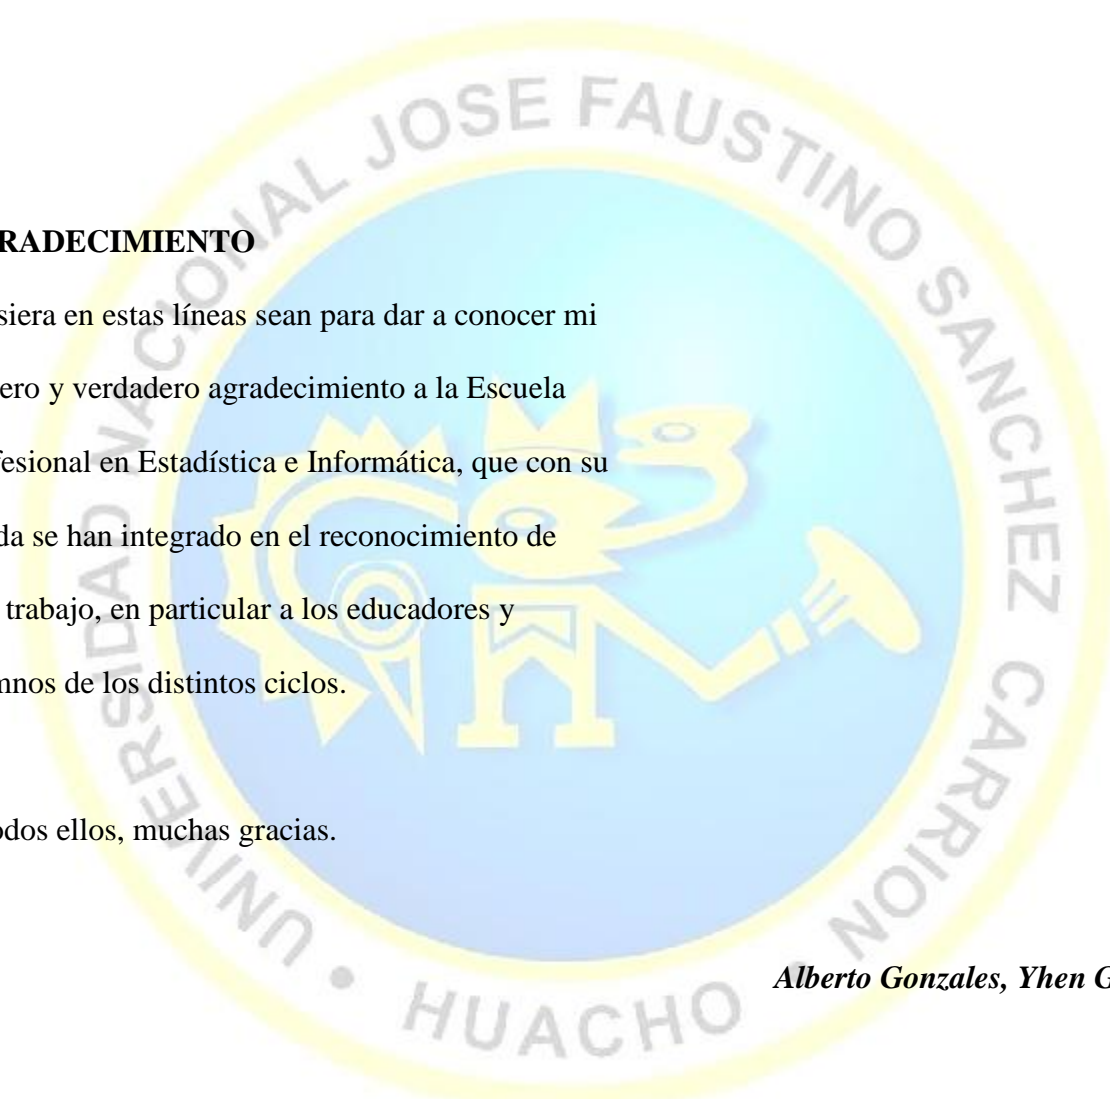 UNIVERSIDAD NACIONAL JOSE FAUSTINO SANCHEZ CARRION
• HUACHO •
RADECIMIENTO
siera en estas líneas sean para dar a conocer mi
ero y verdadero agradecimiento a la Escuela
fesional en Estadística e Informática, que con su
da se han integrado en el reconocimiento de
trabajo, en particular a los educadores y
mnos de los distintos ciclos.
odos ellos, muchas gracias.
Alberto Gonzales, Yhen G